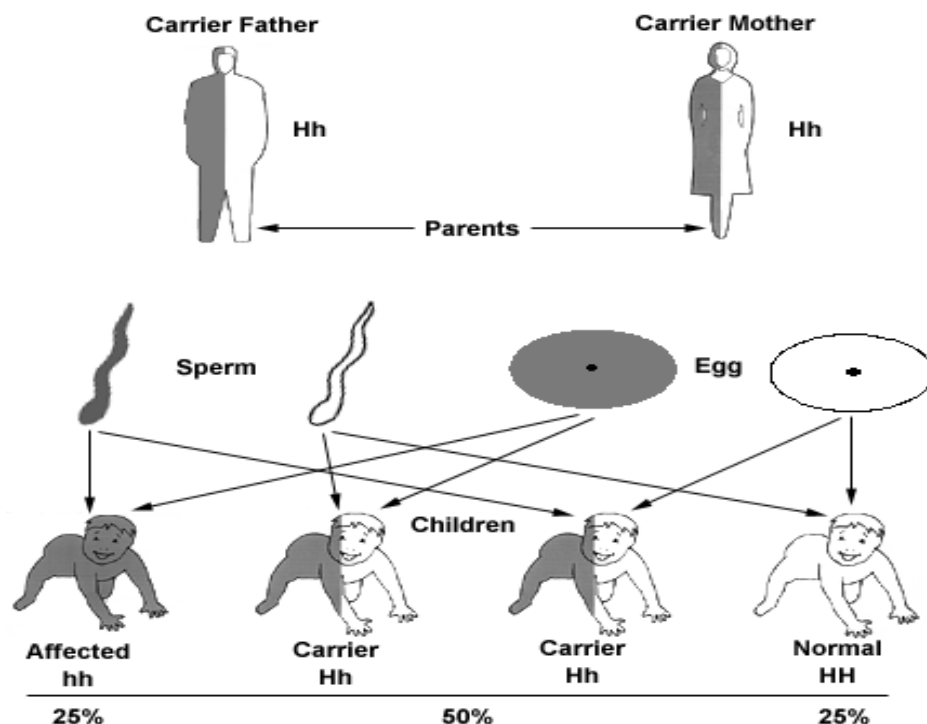 Carrier Father
Carrier Mother
Hh
Hh
Parents
Sperm
Egg
Children
Affected
hh
Carrier
Hh
Carrier
Hh
Normal
HH
25%
50%
25%